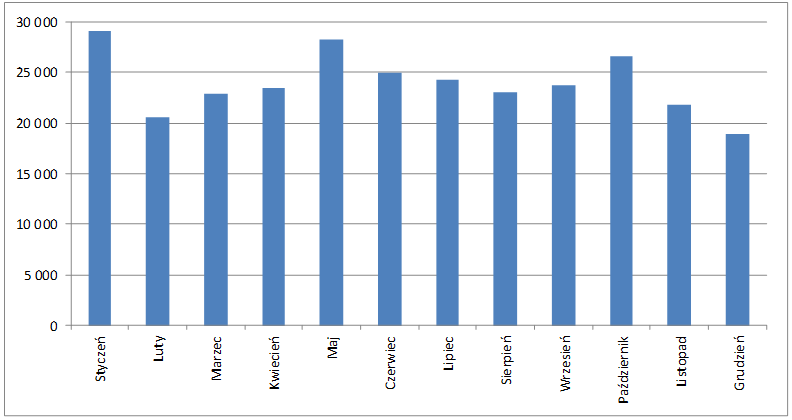 30 000
25 000
20 000
15 000
10 000
5 000
0
Styczeń
Luty
Marzec
Kwiecień
Maj
Czerwiec
Lipiec
Sierpień
Wrzesień
Październik
Listopad
Grudzień